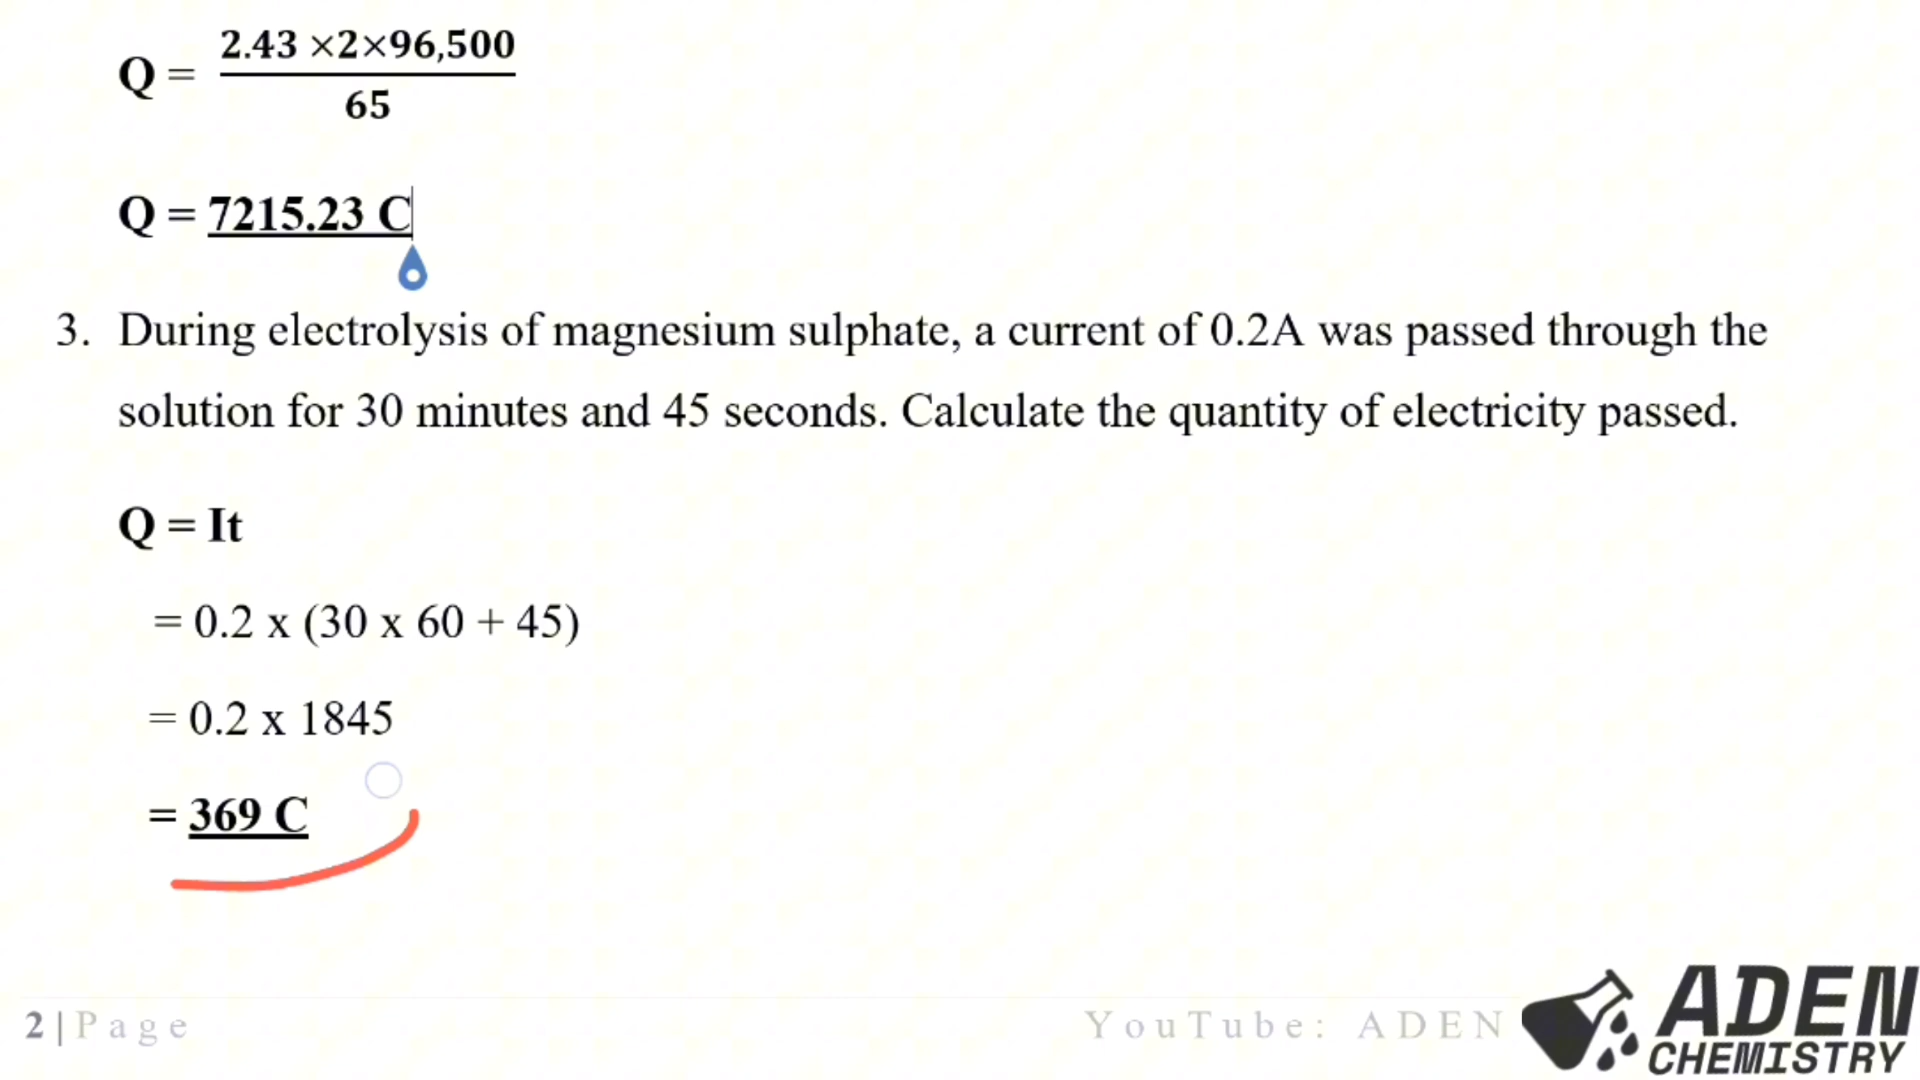 Q = 2.43 ×2×96,500 / 65
Q = 7215.23 C
3. During electrolysis of magnesium sulphate, a current of 0.2A was passed through the
solution for 30 minutes and 45 seconds. Calculate the quantity of electricity passed.
Q = It
= 0.2 x (30 x 60 + 45)
= 0.2 x 1845
= 369 C
2 | Page
YouTube: ADEN
ADEN
CHEMISTRY